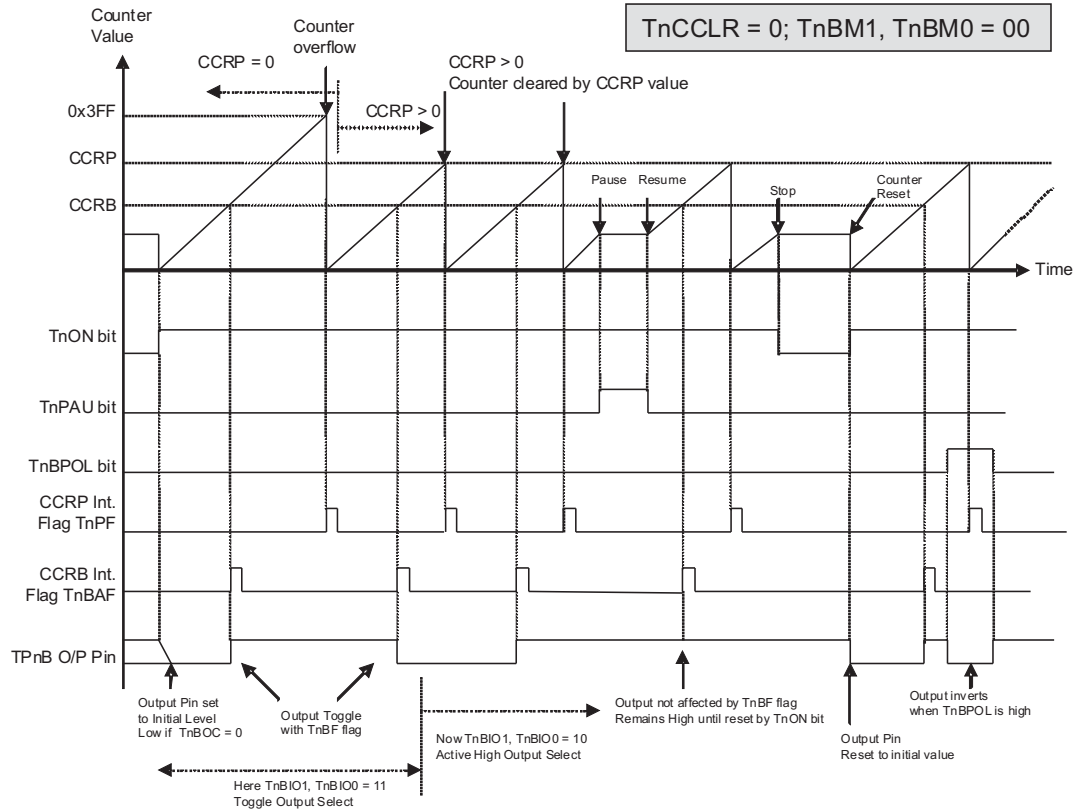 Counter
Value
TnCCLR = 0; TnBM1, TnBM0 = 00
Counter
overflow
CCRP = 0
CCRP > 0
Counter cleared by CCRP value
CCRP > 0
0x3FF
CCRP
CCRB
Pause
Resume
Stop
Counter
Reset
Time
TnON bit
TnPAU bit
TnBPOL bit
CCRP Int.
Flag TnPF
CCRB Int.
Flag TnBAF
TPnB O/P Pin
Output Pin set
to Initial Level
Low if TnBOC = 0
Output Toggle
with TnBF flag
Output not affected by TnBF flag
Remains High until reset by TnON bit
Output inverts
when TnBPOL is high
Now TnBIO1, TnBIO0 = 10
Active High Output Select
Output Pin
Reset to initial value
Here TnBIO1, TnBIO0 = 11
Toggle Output Select